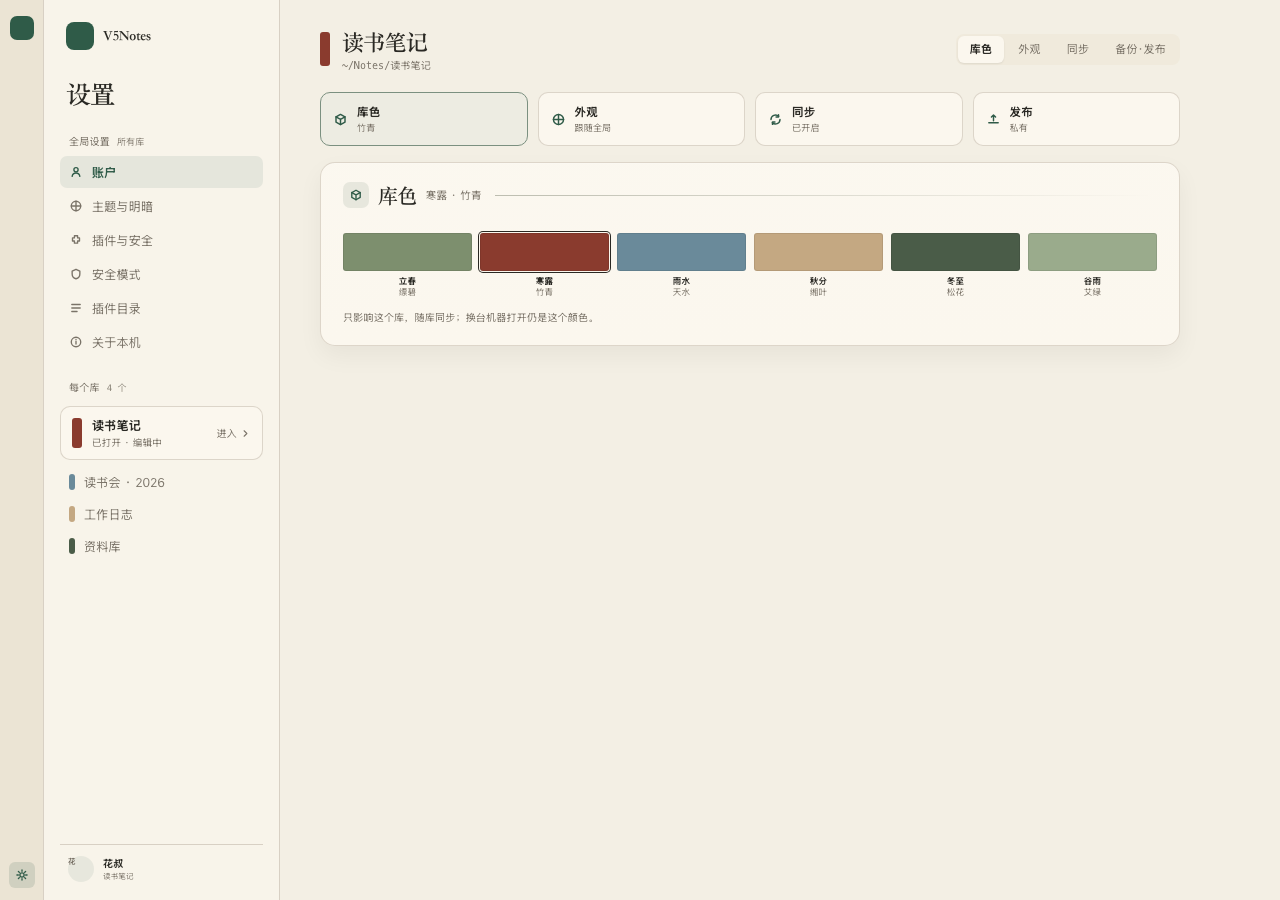 V5Notes
设置
全局设置 所有库
账户
主题与明暗
插件与安全
安全模式
插件目录
关于本机
每个库 4 个
读书笔记
已打开 · 编辑中
进入
读书会 · 2026
工作日志
资料库
花
花叔
读书笔记
读书笔记
~/Notes/读书笔记
库色 外观 同步 备份·发布
库色
竹青
外观
跟随全局
同步
已开启
发布
私有
库色 寒露 · 竹青
立春
缥碧
寒露
竹青
雨水
天水
秋分
缃叶
冬至
松花
谷雨
艾绿
只影响这个库，随库同步；换台机器打开仍是这个颜色。